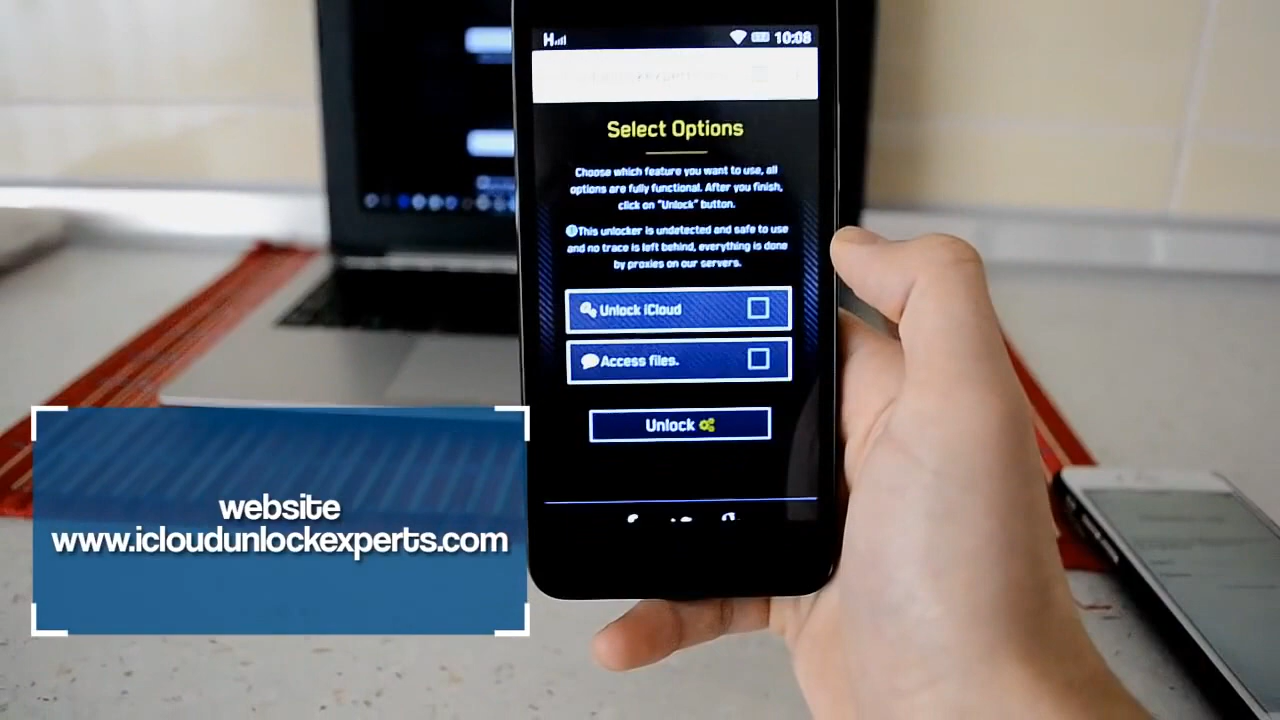 H
10:08
Select Options
Choose which feature you want to use, all
options are fully functional. After you finish,
click on "Unlock" button.
This unlocker is undetected and safe to use
and no trace is left behind, everything is done
by proxies on our servers.
Unlock iCloud
Access files.
Unlock
website
www.icloudunlockexperts.com